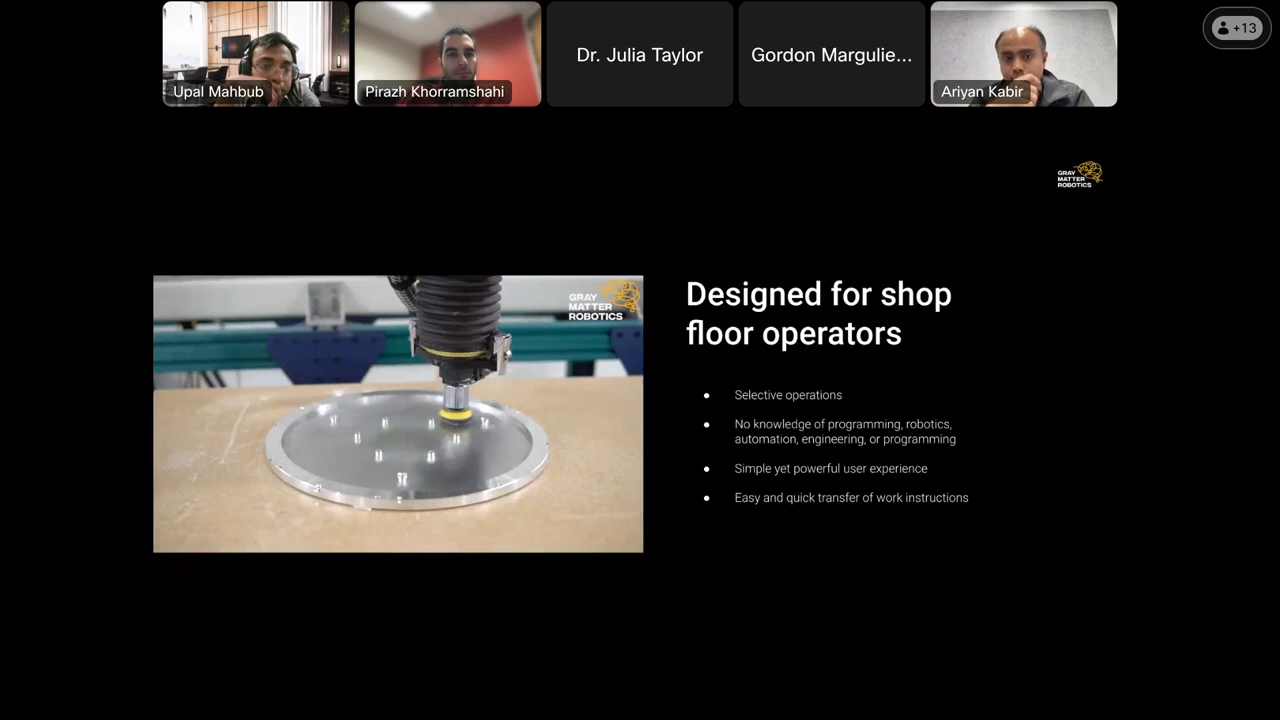 Upal Mahbub
Pirazh Khorramshahi
Dr. Julia Taylor
Gordon Margulie...
Ariyan Kabir
+13
GRAY
MATTER
ROBOTICS
GRAY
MATTER
ROBOTICS
Designed for shop
floor operators
● Selective operations
● No knowledge of programming, robotics,
automation, engineering, or programming
● Simple yet powerful user experience
● Easy and quick transfer of work instructions